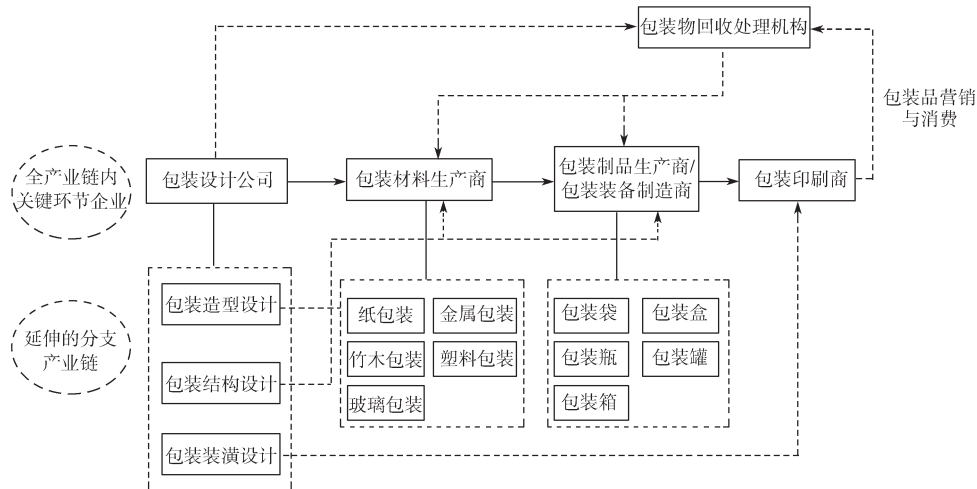 包装物回收处理机构
包装品营销
与消费
全产业链内
关键环节企业
包装设计公司
包装材料生产商
包装制品生产商/
包装装备制造商
包装印刷商
延伸的分支
产业链
包装造型设计
包装结构设计
包装装潢设计
纸包装
金属包装
竹木包装
塑料包装
玻璃包装
包装袋
包装盒
包装瓶
包装罐
包装箱